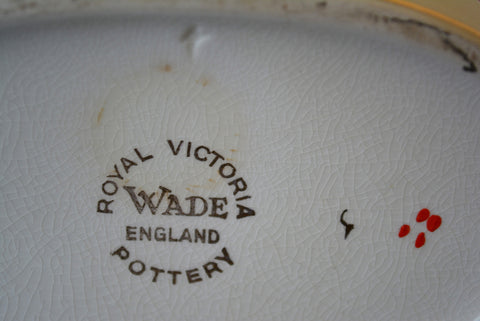 ROYAL VICTORIA
WADE
ENGLAND
POTTERY